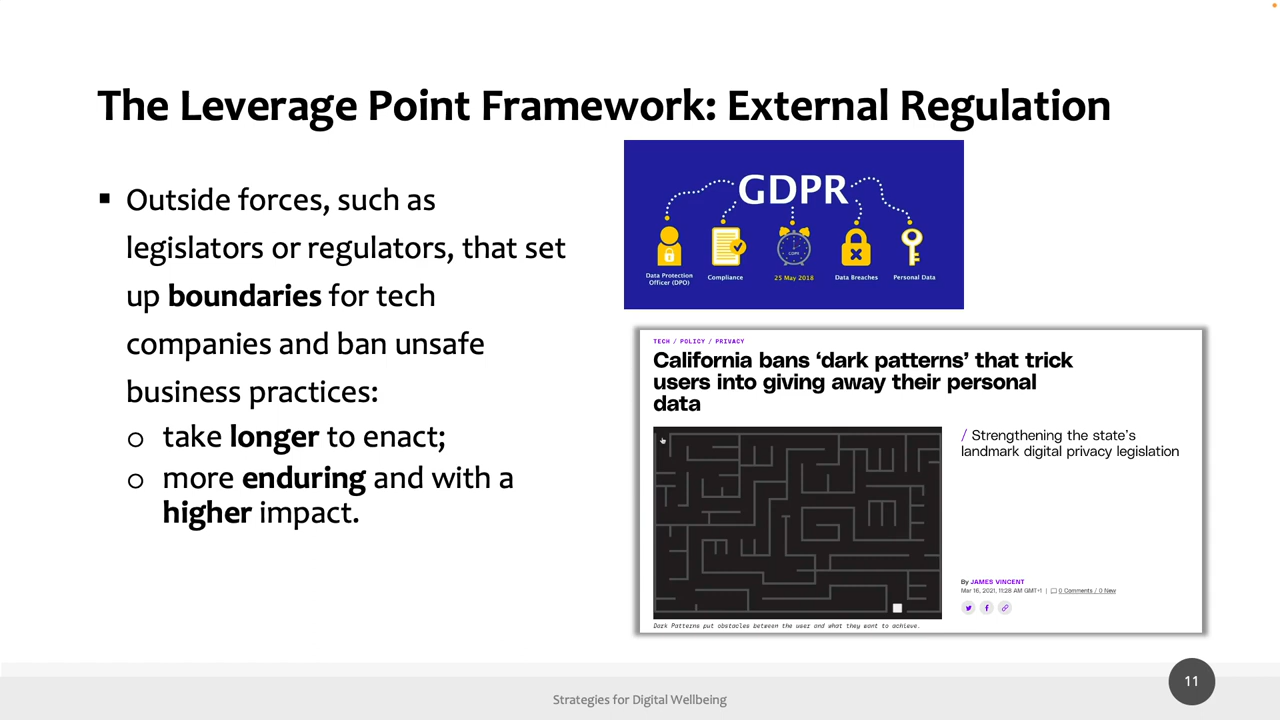 The Leverage Point Framework: External Regulation
▪ Outside forces, such as
legislators or regulators, that set
up boundaries for tech
companies and ban unsafe
business practices:
o take longer to enact;
o more enduring and with a
higher impact.
GDPR
Data Protection
Officer (DPO)
Compliance
GDPR
25 May 2018
Data Breaches
Personal Data
TECH / POLICY / PRIVACY
California bans ‘dark patterns’ that trick
users into giving away their personal
data
/ Strengthening the state’s
landmark digital privacy legislation
By JAMES VINCENT
Mar 16, 2021, 11:28 AM GMT+1 | 0 Comments / 0 New
Dark Patterns put obstacles between the user and what they want to achieve.
Strategies for Digital Wellbeing
11